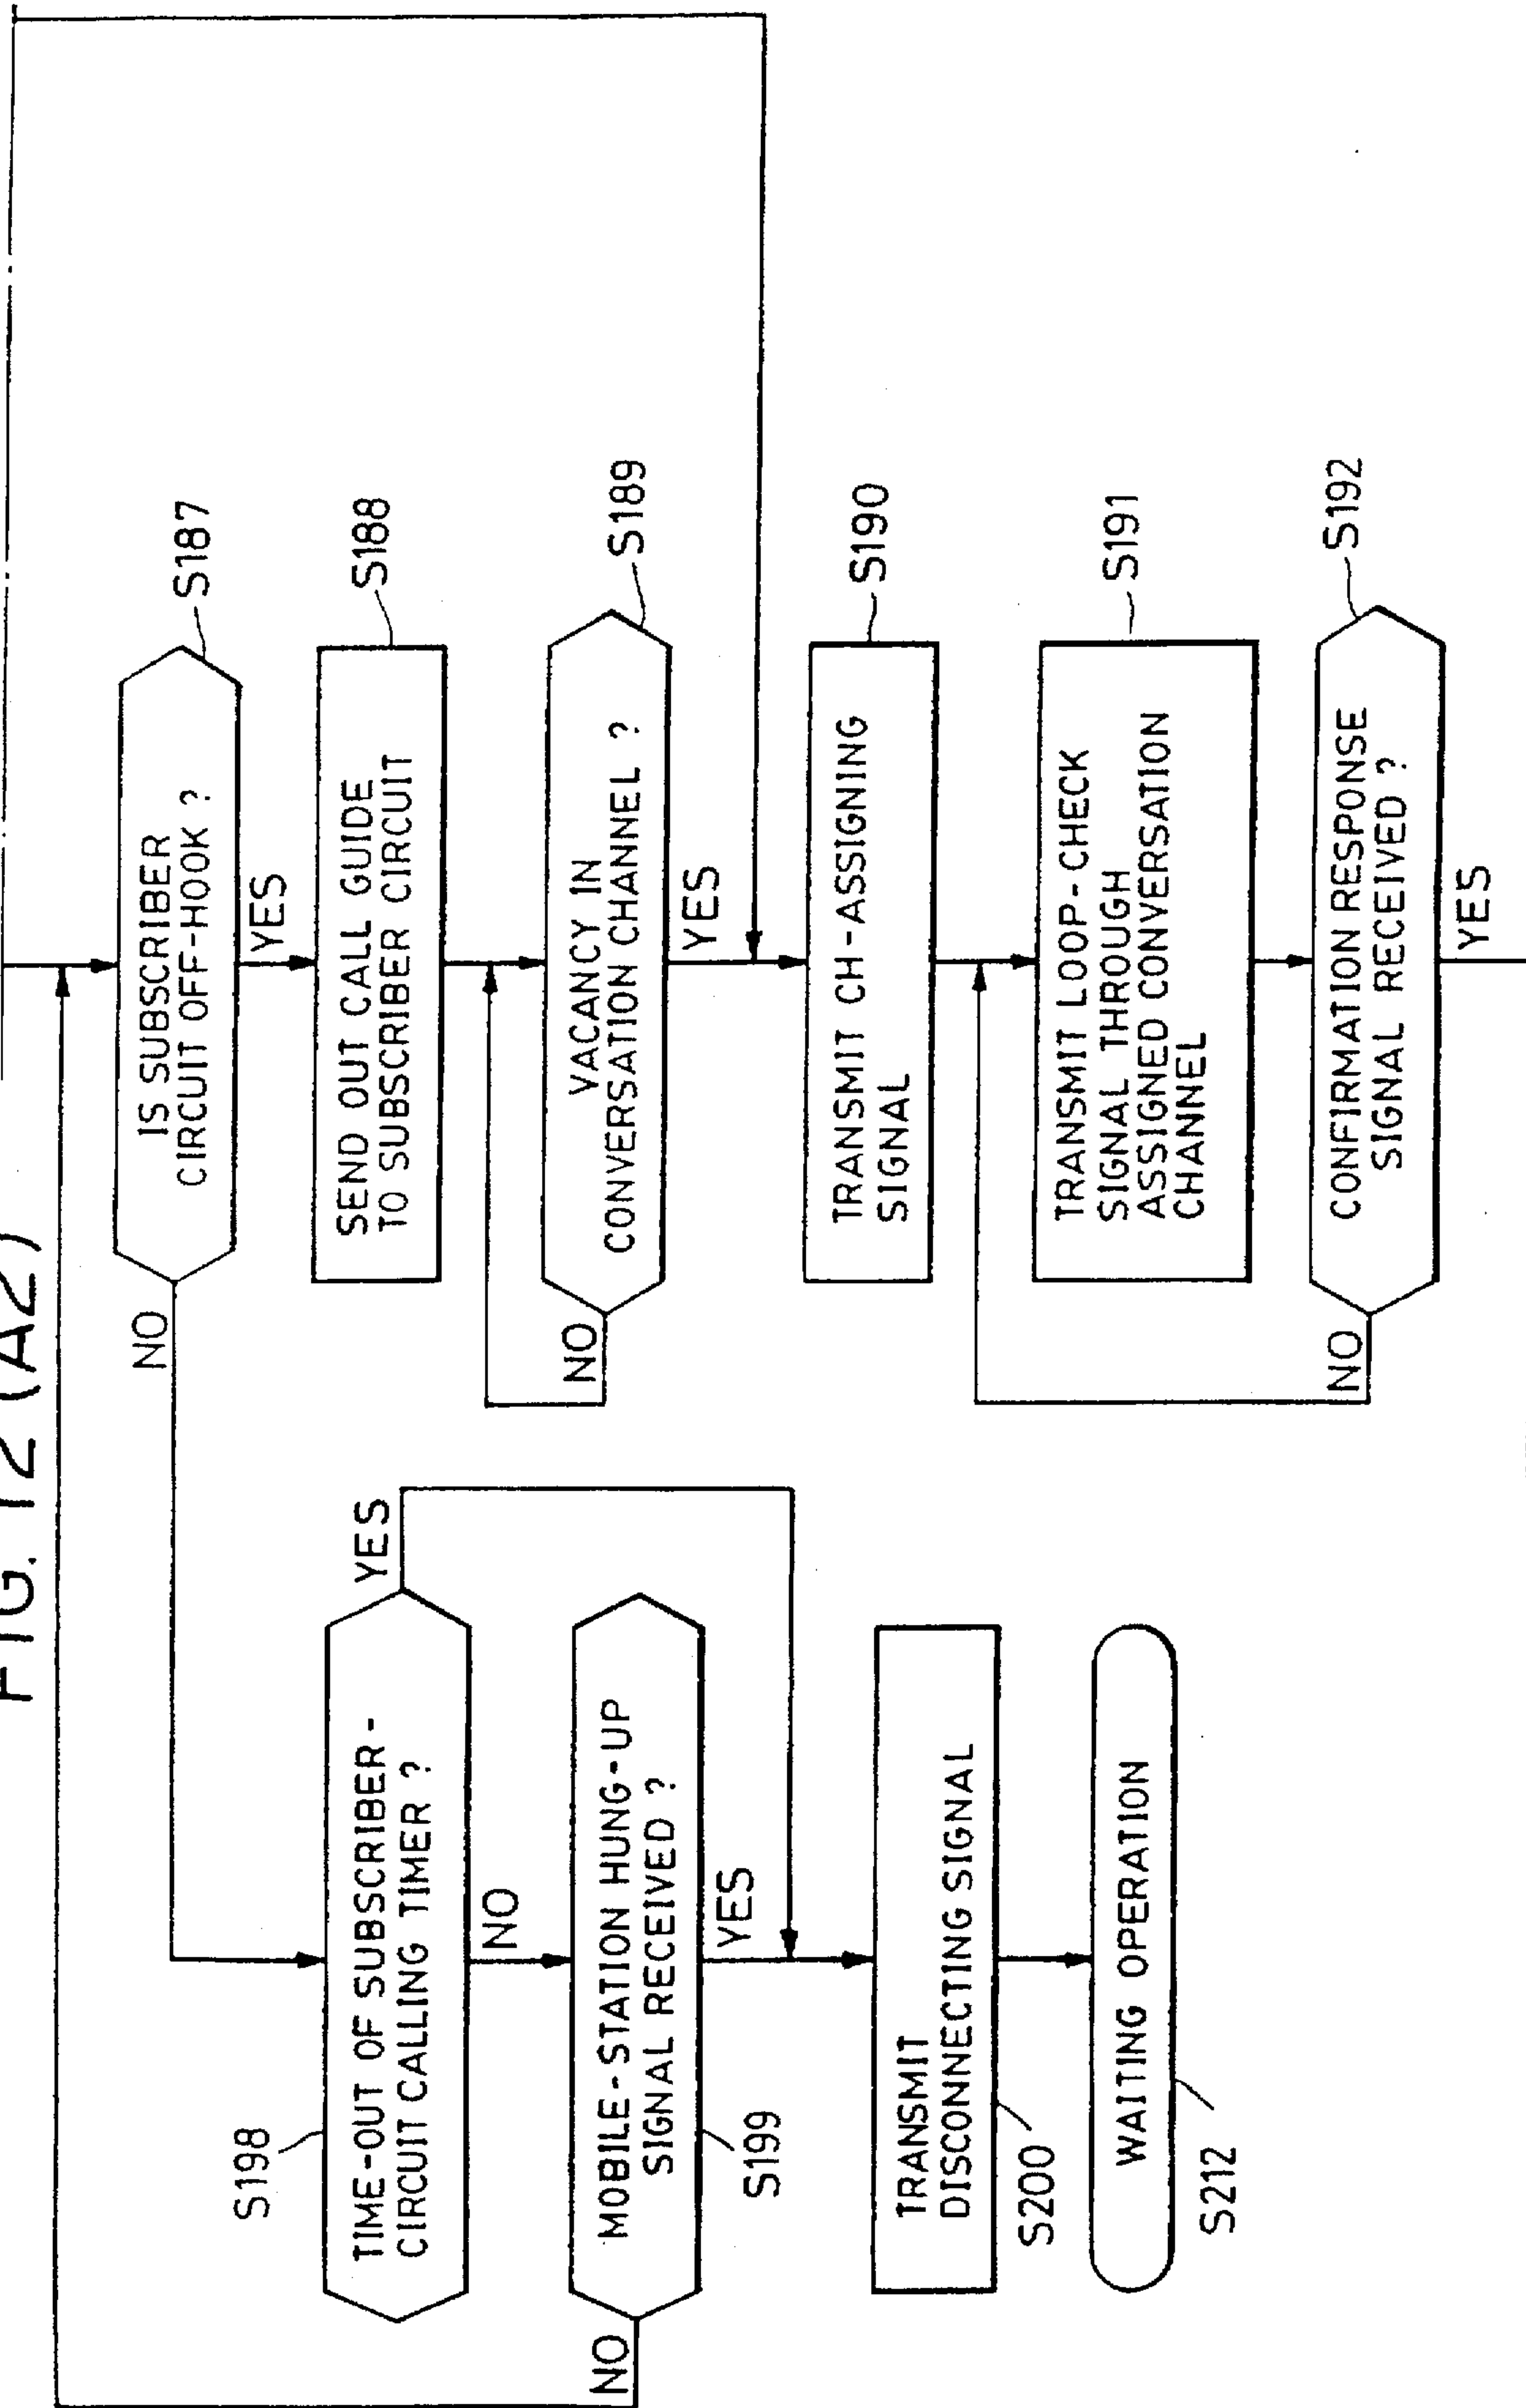 FIG. 12 (A2)
IS SUBSCRIBER
CIRCUIT OFF-HOOK ?
S187
NO
YES
SEND OUT CALL GUIDE
TO SUBSCRIBER CIRCUIT
S188
VACANCY IN
CONVERSATION CHANNEL ?
S189
NO
YES
TRANSMIT CH-ASSIGNING
SIGNAL
S190
TRANSMIT LOOP-CHECK
SIGNAL THROUGH
ASSIGNED CONVERSATION
CHANNEL
S191
CONFIRMATION RESPONSE
SIGNAL RECEIVED ?
S192
NO
YES
S198
TIME-OUT OF SUBSCRIBER-
CIRCUIT CALLING TIMER ?
YES
NO
MOBILE-STATION HUNG-UP
SIGNAL RECEIVED ?
S199
NO
YES
TRANSMIT
DISCONNECTING SIGNAL
S200
WAITING OPERATION
S212